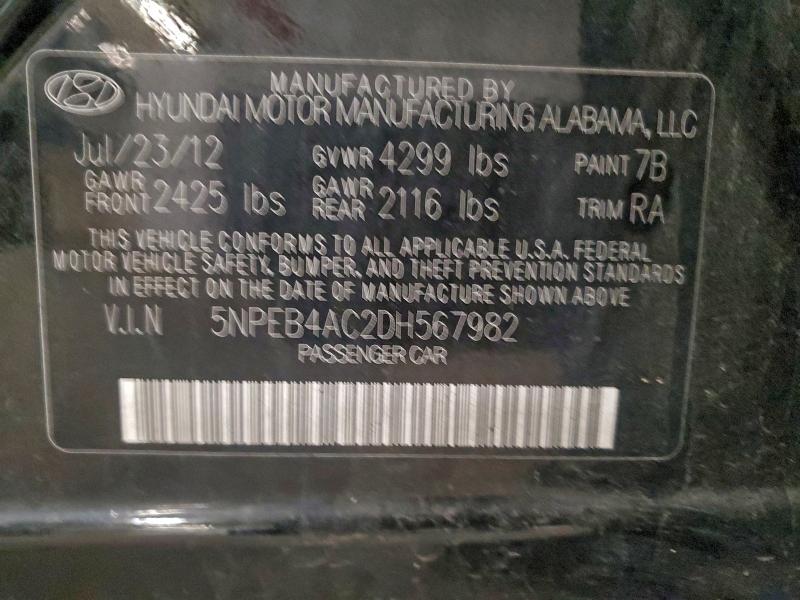 MANUFACTURED BY
HYUNDAI MOTOR MANUFACTURING ALABAMA, LLC
Jul/23/12 GVWR 4299 lbs PAINT 7B
GAWR FRONT 2425 lbs GAWR REAR 2116 lbs TRIM RA
THIS VEHICLE CONFORMS TO ALL APPLICABLE U.S.A. FEDERAL
MOTOR VEHICLE SAFETY, BUMPER, AND THEFT PREVENTION STANDARDS
IN EFFECT ON THE DATE OF MANUFACTURE SHOWN ABOVE
V.I.N 5NPEB4AC2DH567982
PASSENGER CAR